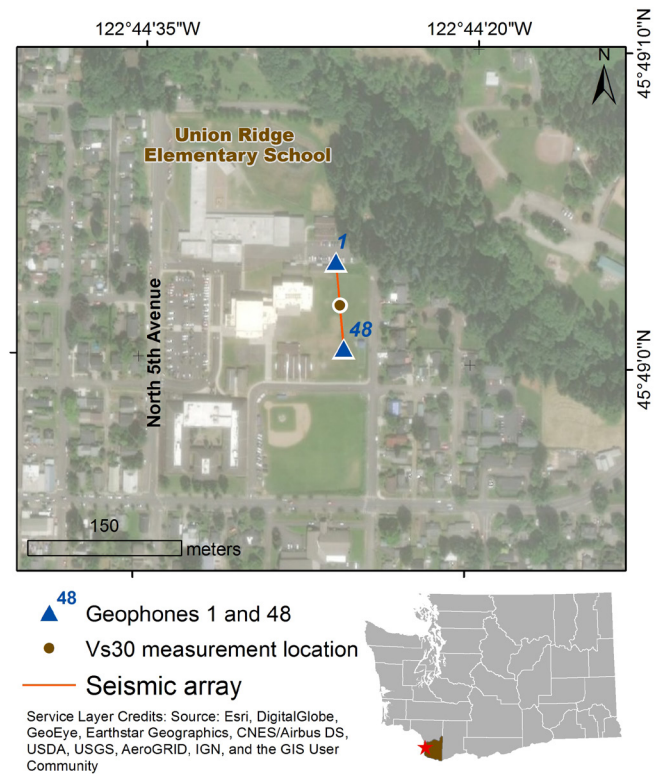 122°44'35"W
122°44'20"W
45°49'10"N
N
Union Ridge
Elementary School
1
48
North 5th Avenue
45°49'0"N
150
meters
48
Geophones 1 and 48
Vs30 measurement location
Seismic array
Service Layer Credits: Source: Esri, DigitalGlobe,
GeoEye, Earthstar Geographics, CNES/Airbus DS,
USDA, USGS, AeroGRID, IGN, and the GIS User
Community